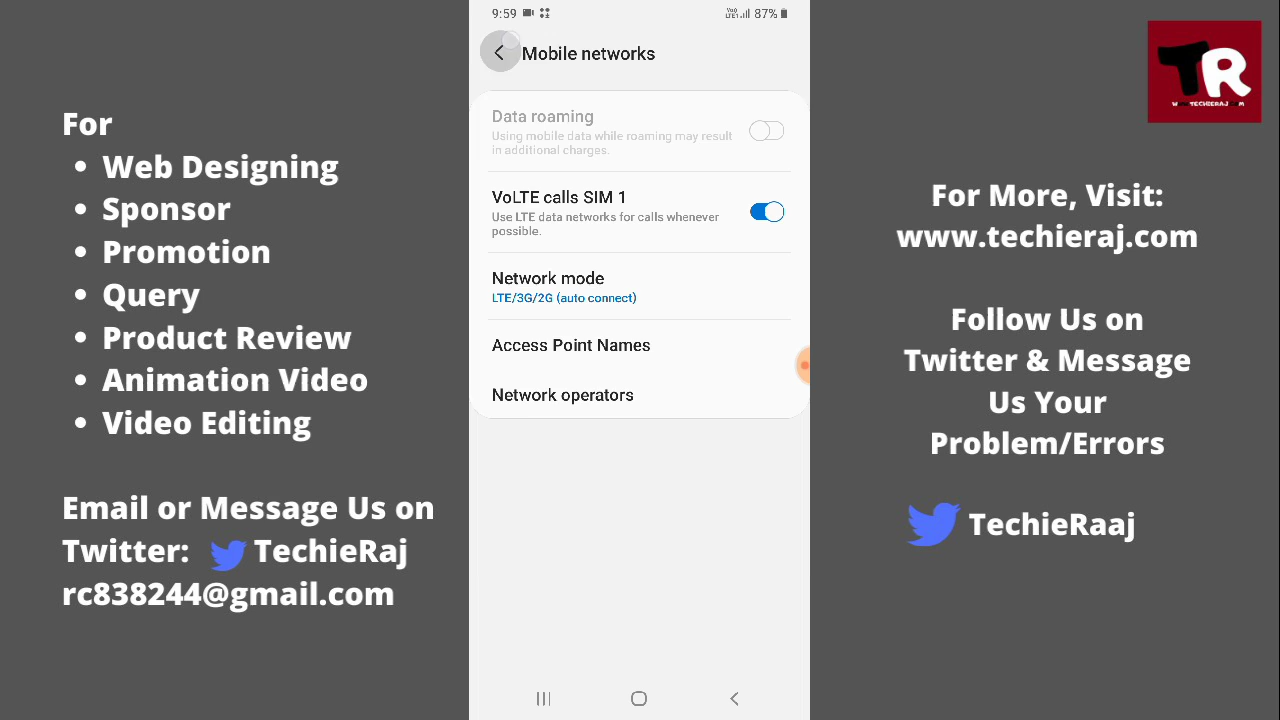 For
• Web Designing
• Sponsor
• Promotion
• Query
• Product Review
• Animation Video
• Video Editing
Email or Message Us on
Twitter: TechieRaj
rc838244@gmail.com
9:59
87%
Mobile networks
Data roaming
Using mobile data while roaming may result
in additional charges.
VoLTE calls SIM 1
Use LTE data networks for calls whenever
possible.
Network mode
LTE/3G/2G (auto connect)
Access Point Names
Network operators
TR
For More, Visit:
www.techieraj.com
Follow Us on
Twitter & Message
Us Your
Problem/Errors
TechieRaaj